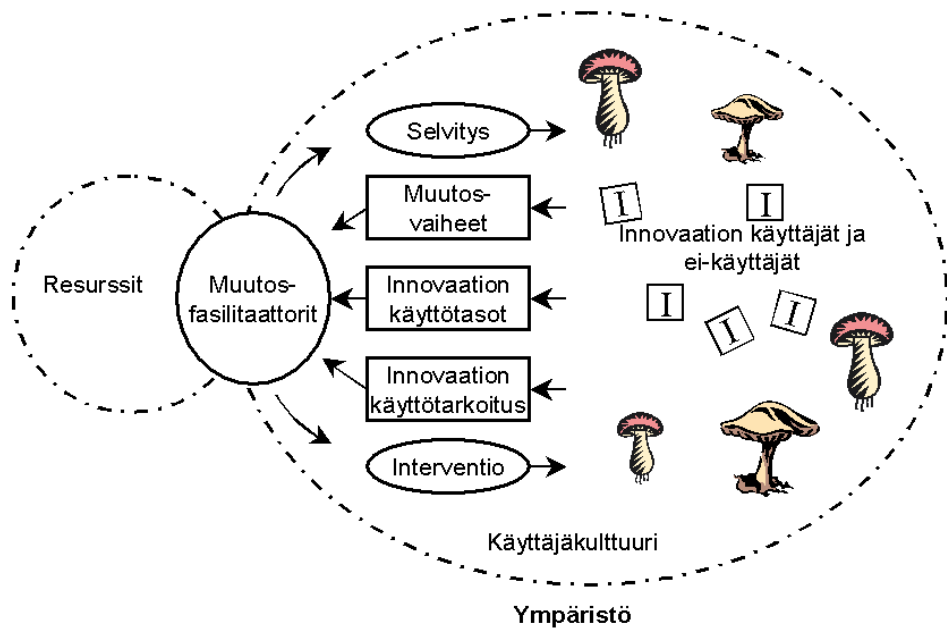 Selvitys
Muutos-
vaiheet
I
I
Innovaation käyttäjät ja
ei-käyttäjät
Resurssit
Muutos-
fasilitaattorit
Innovaation
käyttötasot
I
I
I
Innovaation
käyttötarkoitus
Interventio
Käyttäjäkulttuuri
Ympäristö